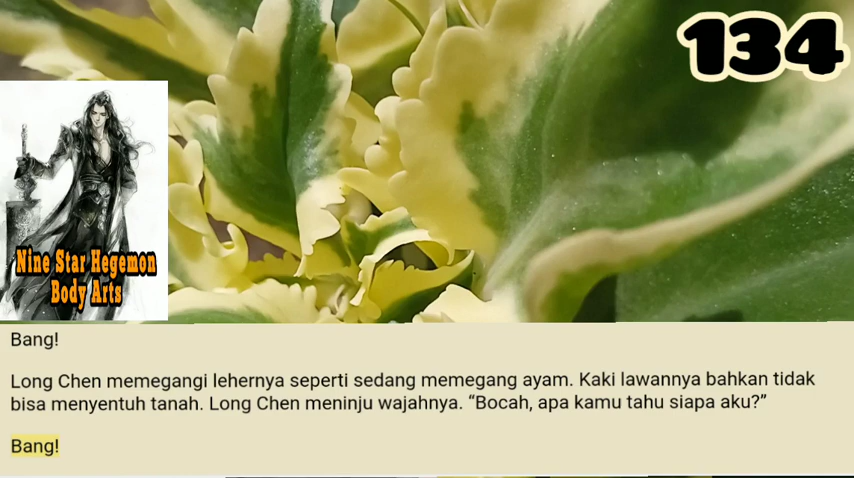 134
Nine Star Hegemon
Body Arts
Bang!
Long Chen memegangi lehernya seperti sedang memegang ayam. Kaki lawannya bahkan tidak
bisa menyentuh tanah. Long Chen meninju wajahnya. “Bocah, apa kamu tahu siapa aku?”
Bang!